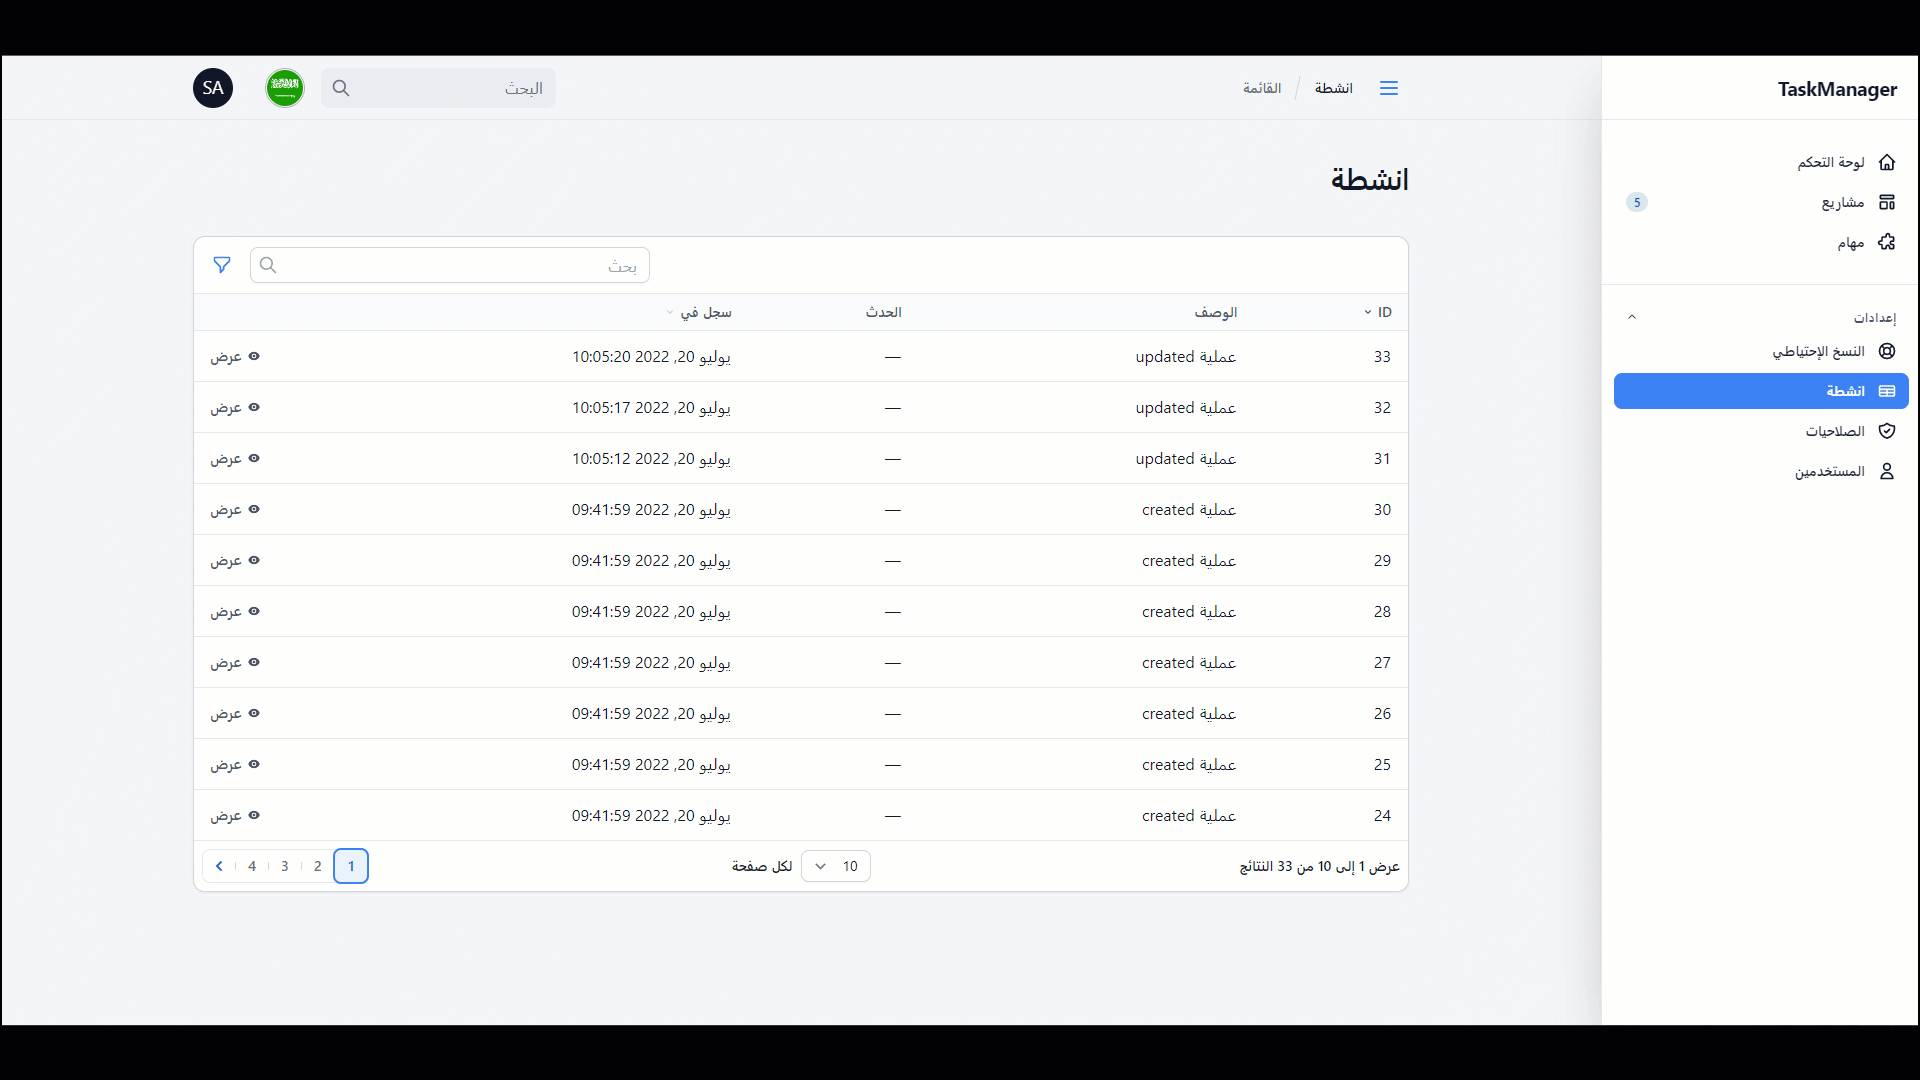 TaskManager
لوحة التحكم
مشاريع 5
مهام
إعدادات
النسخ الإحتياطي
انشطة
الصلاحيات
المستخدمين
انشطة / القائمة
البحث
SA
انشطة
بحث
ID الوصف الحدث سجل في
33 عملية updated — يوليو 20, 2022 10:05:20 عرض
32 عملية updated — يوليو 20, 2022 10:05:17 عرض
31 عملية updated — يوليو 20, 2022 10:05:12 عرض
30 عملية created — يوليو 20, 2022 09:41:59 عرض
29 عملية created — يوليو 20, 2022 09:41:59 عرض
28 عملية created — يوليو 20, 2022 09:41:59 عرض
27 عملية created — يوليو 20, 2022 09:41:59 عرض
26 عملية created — يوليو 20, 2022 09:41:59 عرض
25 عملية created — يوليو 20, 2022 09:41:59 عرض
24 عملية created — يوليو 20, 2022 09:41:59 عرض
عرض 1 إلى 10 من 33 النتائج
10 لكل صفحة
1 2 3 4